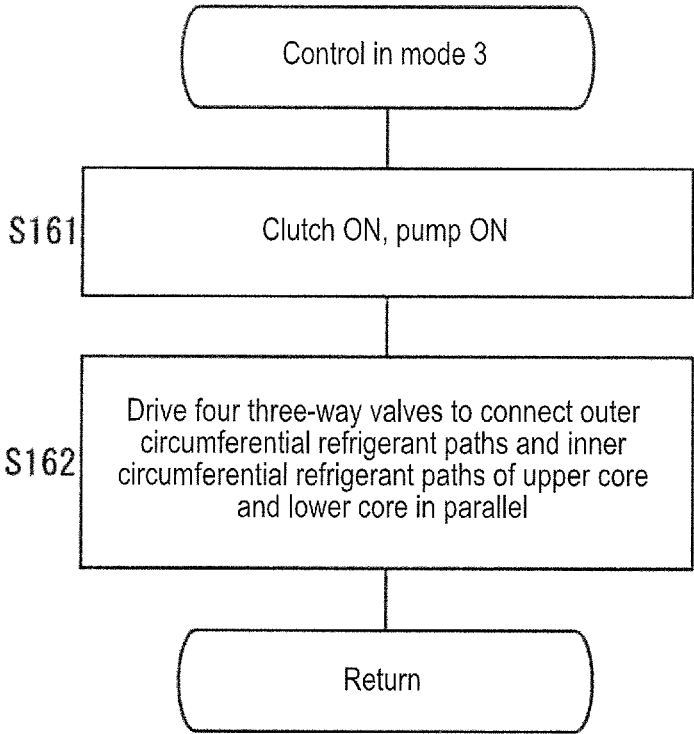 Control in mode 3
S161
Clutch ON, pump ON
S162
Drive four three-way valves to connect outer
circumferential refrigerant paths and inner
circumferential refrigerant paths of upper core
and lower core in parallel
Return